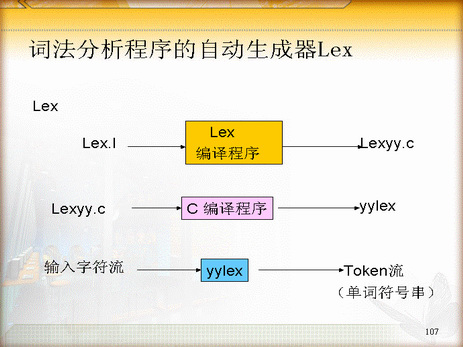 词法分析程序的自动生成器Lex
Lex
Lex.l
Lex
编译程序
Lexyy.c
Lexyy.c
C 编译程序
yylex
输入字符流
yylex
Token流
（单词符号串）
107